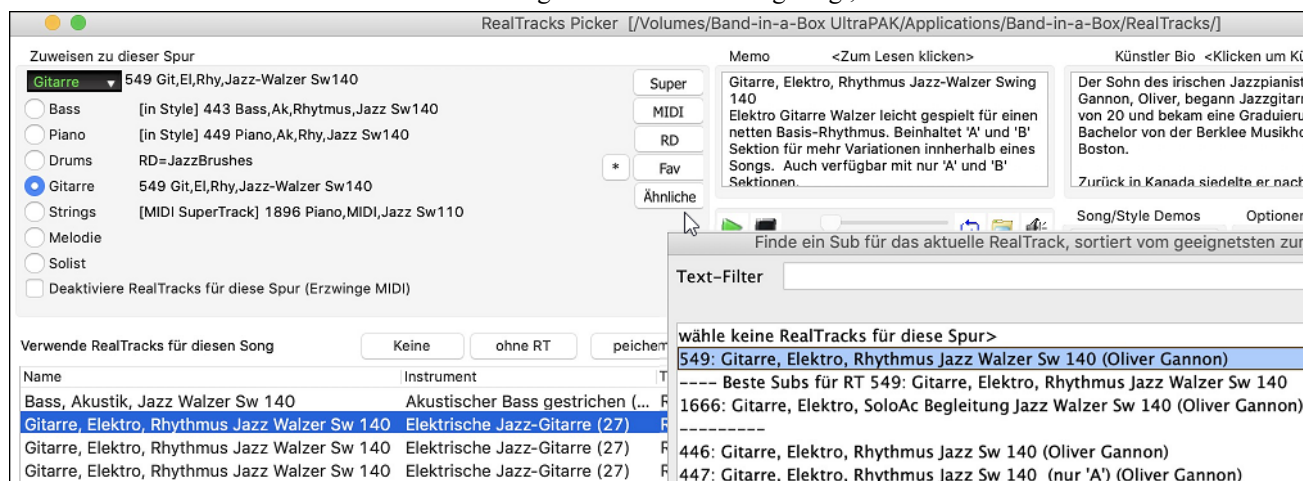 RealTracks Picker [/Volumes/Band-in-a-Box UltraPAK/Applications/Band-in-a-Box/RealTracks/]
Zuweisen zu dieser Spur
Gitarre 549 Git,El,Rhy,Jazz-Walzer Sw140
Bass [in Style] 443 Bass,Ak,Rhytmus,Jazz Sw140
Piano [in Style] 449 Piano,Ak,Rhy,Jazz Sw140
Drums RD=JazzBrushes
Gitarre 549 Git,El,Rhy,Jazz-Walzer Sw140
Strings [MIDI SuperTrack] 1896 Piano,MIDI,Jazz Sw110
Melodie
Solist
Deaktiviere RealTracks für diese Spur (Erzwinge MIDI)
Super
MIDI
RD
* Fav
Ähnliche
Memo <Zum Lesen klicken>
Gitarre, Elektro, Rhythmus Jazz-Walzer Swing
140
Elektro Gitarre Walzer leicht gespielt für einen
netten Basis-Rhythmus. Beinhaltet 'A' und 'B'
Sektion für mehr Variationen innherhalb eines
Songs. Auch verfügbar mit nur 'A' und 'B'
Sektionen.
Künstler Bio <Klicken um Kü
Der Sohn des irischen Jazzpianist
Gannon, Oliver, begann Jazzgitarr
von 20 und bekam eine Graduieru
Bachelor von der Berklee Musikho
Boston.
Zurück in Kanada siedelte er nach
Song/Style Demos Optionen
Finde ein Sub für das aktuelle RealTrack, sortiert vom geeignetsten zur
Text-Filter
wähle keine RealTracks für diese Spur>
549: Gitarre, Elektro, Rhythmus Jazz Walzer Sw 140 (Oliver Gannon)
---- Beste Subs für RT 549: Gitarre, Elektro, Rhythmus Jazz Walzer Sw 140
1666: Gitarre, Elektro, SoloAc Begleitung Jazz Walzer Sw 140 (Oliver Gannon)
---------
446: Gitarre, Elektro, Rhythmus Jazz Sw 140 (Oliver Gannon)
447: Gitarre, Elektro, Rhythmus Jazz Sw 140 (nur 'A') (Oliver Gannon)
Verwende RealTracks für diesen Song Keine ohne RT peichern
Name Instrument T
Bass, Akustik, Jazz Walzer Sw 140 Akustischer Bass gestrichen (... R
Gitarre, Elektro, Rhythmus Jazz Walzer Sw 140 Elektrische Jazz-Gitarre (27) R
Gitarre, Elektro, Rhythmus Jazz Walzer Sw 140 Elektrische Jazz-Gitarre (27) R
Gitarre, Elektro, Rhythmus Jazz Walzer Sw 140 Elektrische Jazz-Gitarre (27) R